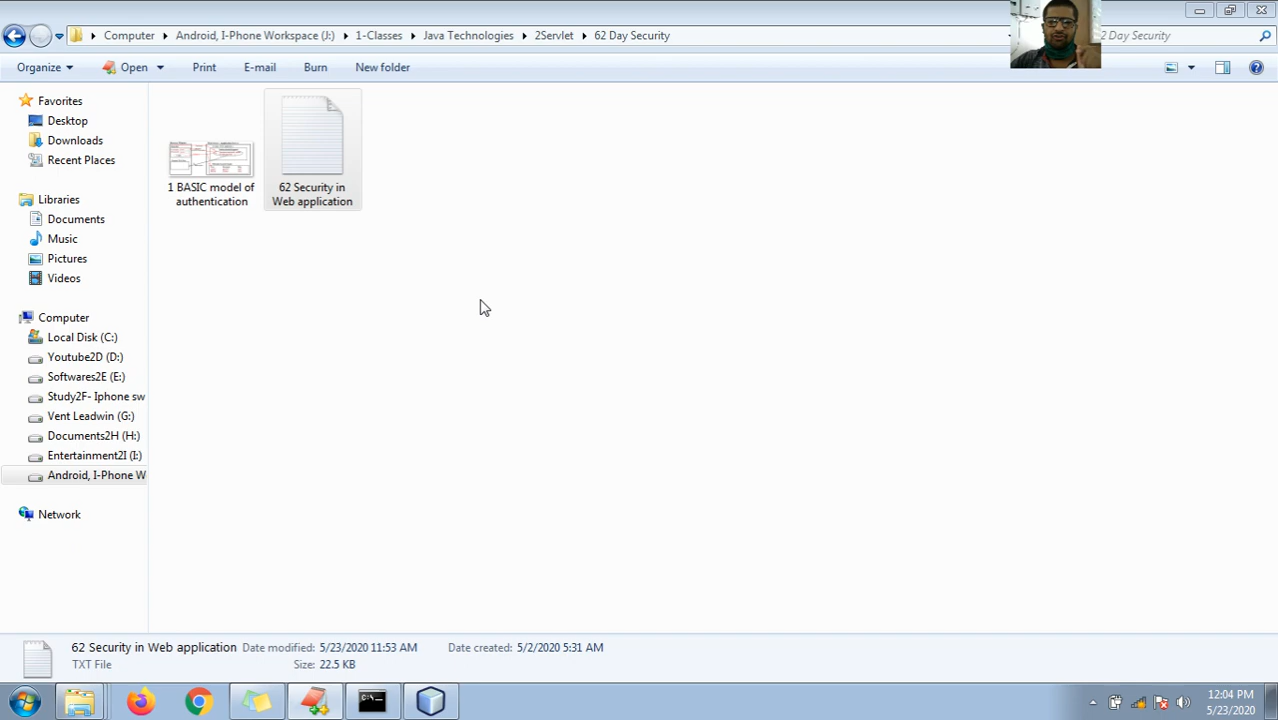 Computer
Android, I-Phone Workspace (J:)
1-Classes
Java Technologies
2Servlet
62 Day Security
2 Day Security
Organize
Open
Print
E-mail
Burn
New folder
Favorites
Desktop
Downloads
Recent Places
Libraries
Documents
Music
Pictures
Videos
Computer
Local Disk (C:)
Youtube2D (D:)
Softwares2E (E:)
Study2F- Iphone sw
Vent Leadwin (G:)
Documents2H (H:)
Entertainment2I (I:)
Android, I-Phone W
Network
1 BASIC model of
authentication
62 Security in
Web application
62 Security in Web application
Date modified: 5/23/2020 11:53 AM
Date created: 5/2/2020 5:31 AM
TXT File
Size: 22.5 KB
12:04 PM
5/23/2020